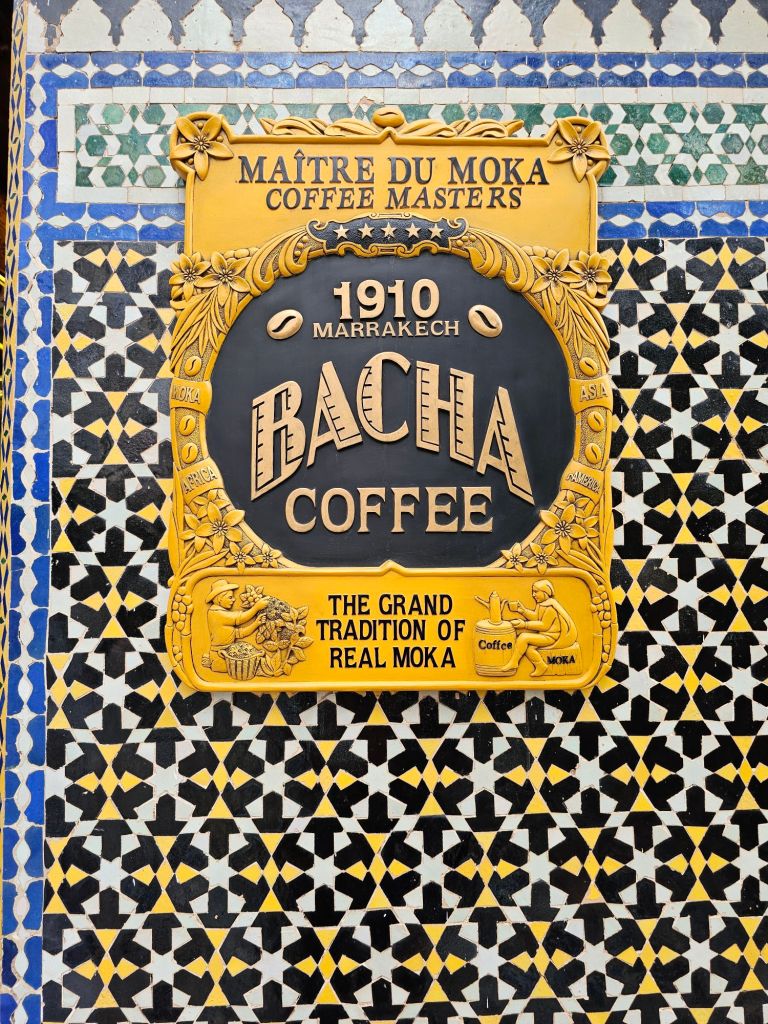 MAÎTRE DU MOKA
COFFEE MASTERS
1910
MARRAKECH
MOKA
ASIA
BACHA
AFRICA
AMERICA
COFFEE
THE GRAND
TRADITION OF
REAL MOKA
Coffee
MOKA